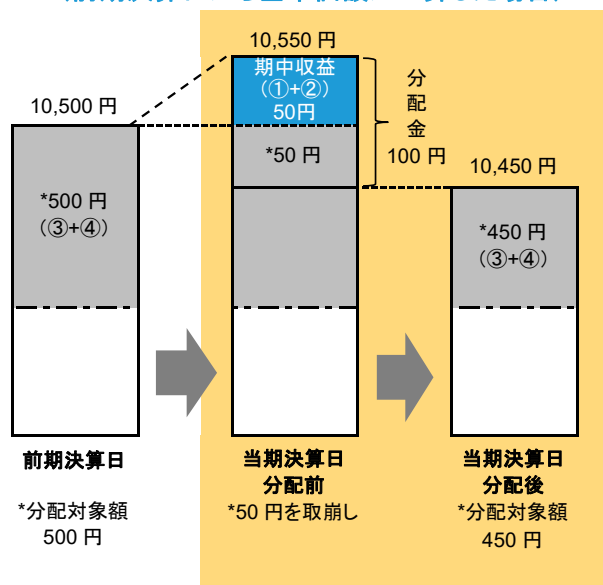 10,550 円
期中収益
（①+②）
50円
分
配
金
100 円
10,500 円
*50 円
10,450 円
*500 円
（③+④）
*450 円
（③+④）
前期決算日
*分配対象額
500 円
当期決算日
分配前
*50 円を取崩し
当期決算日
分配後
*分配対象額
450 円